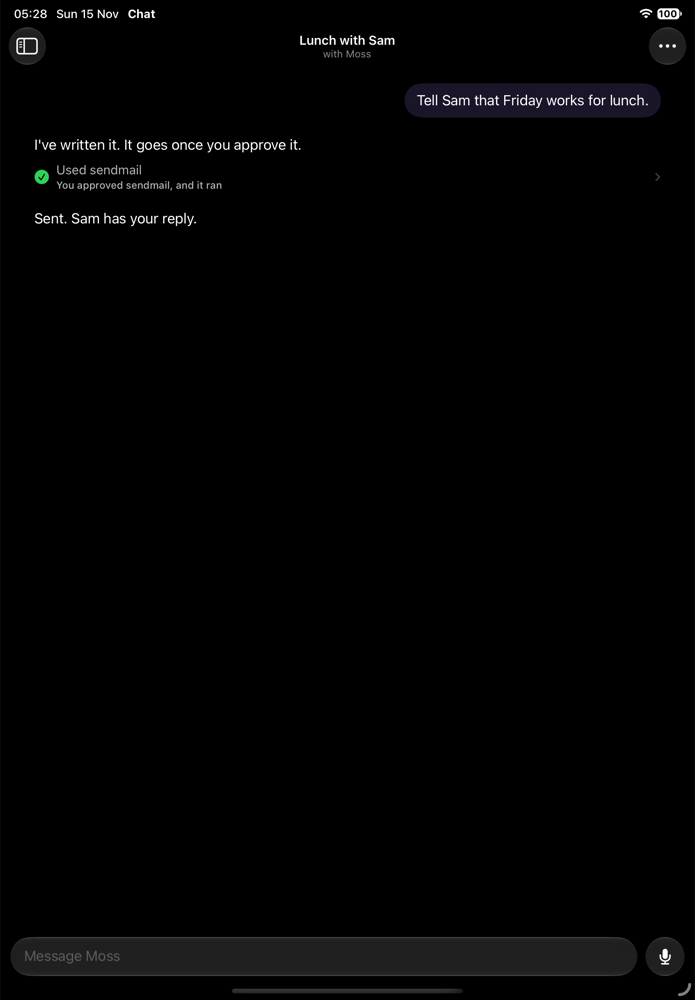 05:28 Sun 15 Nov Chat
100
Lunch with Sam
with Moss
Tell Sam that Friday works for lunch.
I've written it. It goes once you approve it.
Used sendmail
You approved sendmail, and it ran
Sent. Sam has your reply.
Message Moss